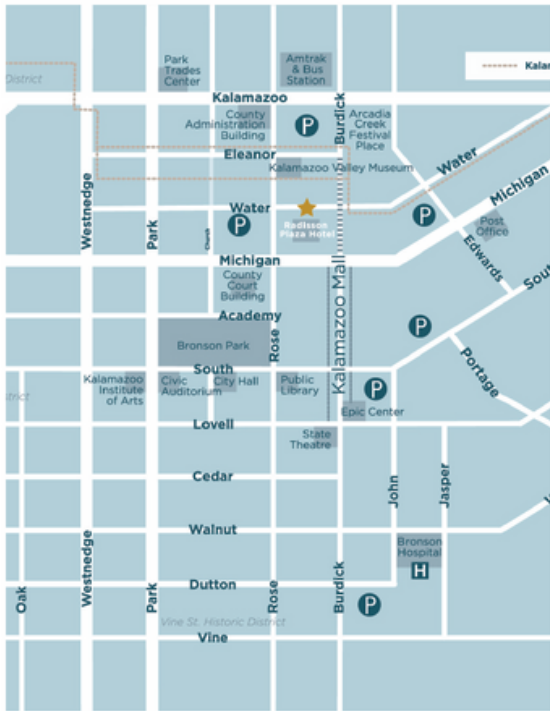 District
Park
Trades
Center
Amtrak
& Bus
Station
Kalam
Kalamazoo
County
Administration
Building
P
Burdick
Arcadia
Creek
Festival
Place
Eleanor
Kalamazoo Valley Museum
Water
Michigan
Westnedge
Park
Church
Water
P
Radisson
Plaza Hotel
P
Post
Office
Edwards
Michigan
South
County
Court
Building
Kalamazoo Mall
Academy
Bronson Park
Rose
P
South
Kalamazoo
Institute
of Arts
Civic
Auditorium
City Hall
Public
Library
P
Epic Center
Portage
Lovell
State
Theatre
Cedar
John
Jasper
Walnut
Bronson
Hospital
H
Oak
Westnedge
Park
Dutton
Rose
Burdick
P
Vine St. Historic District
Vine